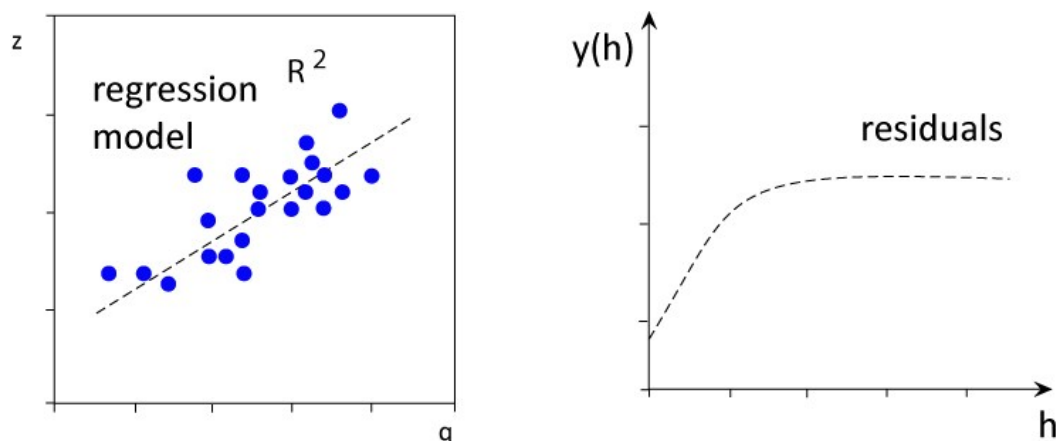 z
R 2
regression
model
q
y(h)
residuals
h